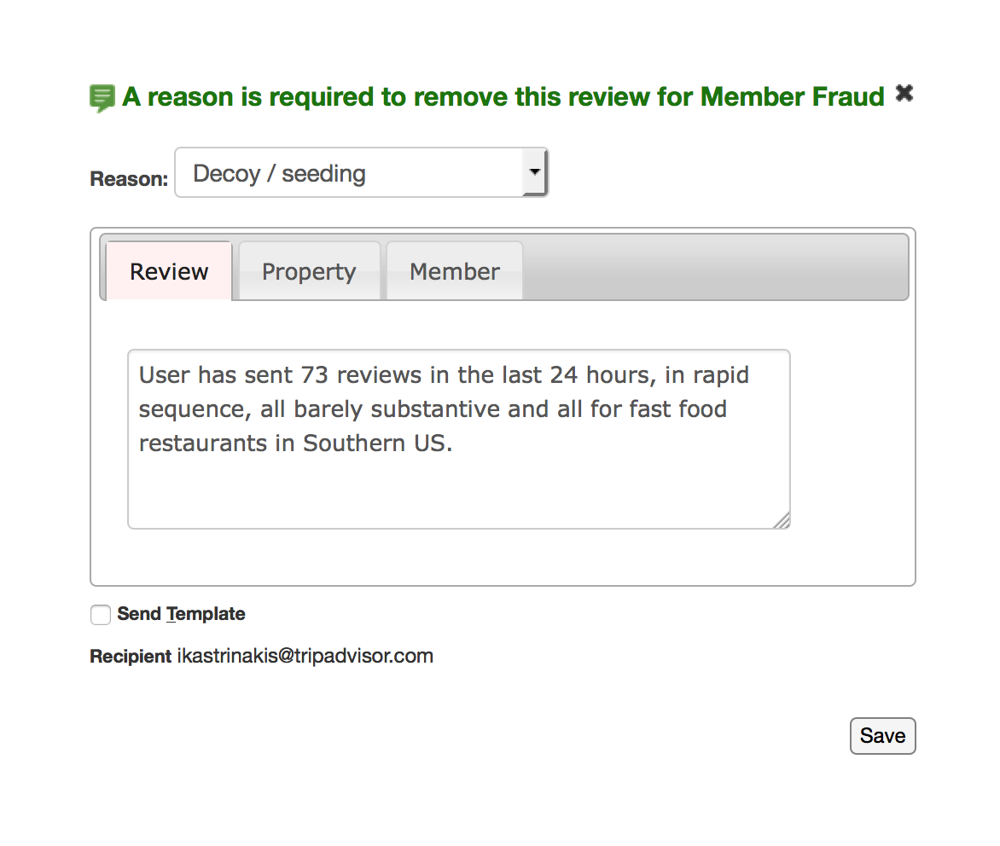 A reason is required to remove this review for Member Fraud
Reason: Decoy / seeding
Review Property Member
User has sent 73 reviews in the last 24 hours, in rapid
sequence, all barely substantive and all for fast food
restaurants in Southern US.
Send Template
Recipient ikastrinakis@tripadvisor.com
Save